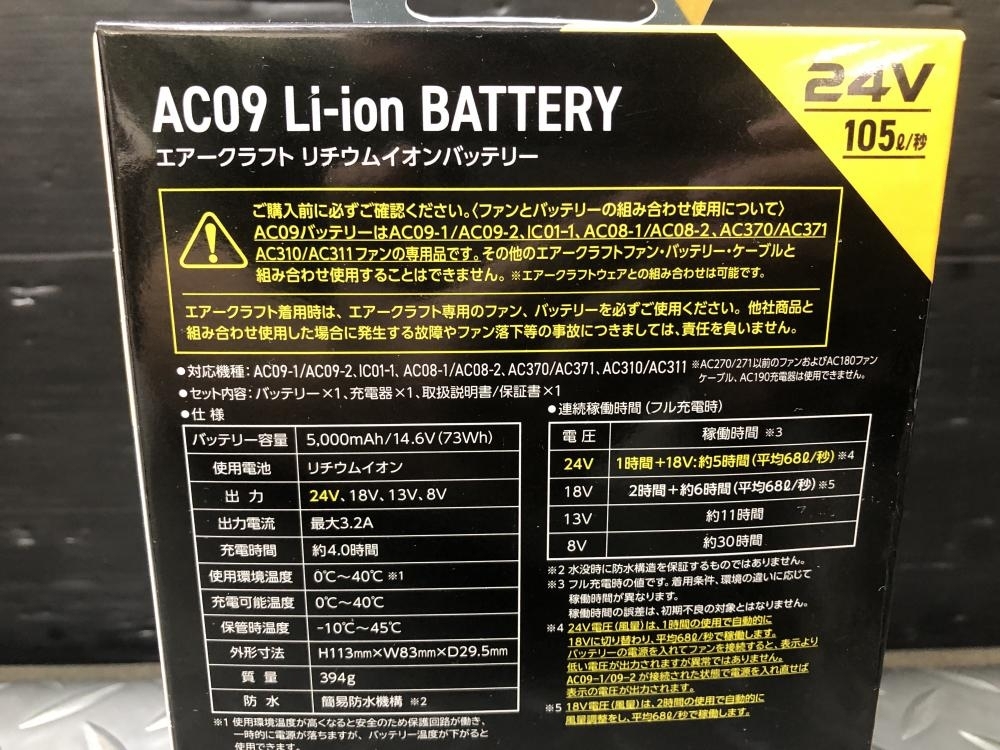 24V
105ℓ/秒
AC09 Li-ion BATTERY
エアークラフト リチウムイオンバッテリー
ご購入前に必ずご確認ください。〈ファンとバッテリーの組み合わせ使用について〉
AC09バッテリーはAC09-1/AC09-2、IC01-1、AC08-1/AC08-2、AC370/AC371
AC310/AC311ファンの専用品です。その他のエアークラフトファン・バッテリー・ケーブルと
組み合わせ使用することはできません。※エアークラフトウェアとの組み合わせは可能です。
エアークラフト着用時は、エアークラフト専用のファン、バッテリーを必ずご使用ください。他社商品と
組み合わせ使用した場合に発生する故障やファン落下等の事故につきましては、責任を負いません。
●対応機種：AC09-1/AC09-2、IC01-1、AC08-1/AC08-2、AC370/AC371、AC310/AC311 ※AC270/271以前のファンおよびAC180ファン
ケーブル、AC190充電器は使用できません。
●セット内容：バッテリー×1、充電器×1、取扱説明書/保証書×1
●仕様
バッテリー容量 5,000mAh/14.6V(73Wh)
使用電池 リチウムイオン
出力 24V、18V、13V、8V
出力電流 最大3.2A
充電時間 約4.0時間
使用環境温度 0℃～40℃ ※1
充電可能温度 0℃～40℃
保管時温度 -10℃～45℃
外形寸法 H113mm×W83mm×D29.5mm
質量 394g
防水 簡易防水機構 ※2
※1 使用環境温度が高くなると安全のため保護回路が働き、
一時的に電源が落ちますが、バッテリー温度が下がると
使用できます。
●連続稼働時間（フル充電時）
電圧 稼働時間 ※3
24V 1時間＋18V：約5時間（平均68ℓ/秒）※4
18V 2時間＋約6時間（平均68ℓ/秒）※5
13V 約11時間
8V 約30時間
※2 水没時に防水構造を保証するものではありません。
※3 フル充電時の値です。着用条件、環境の違いに応じて
稼働時間が異なります。
稼働時間の誤差は、初期不良の対象とはなりません。
※4 24V電圧（風量）は、1時間の使用で自動的に
18Vに切り替わり、平均68ℓ/秒で稼働します。
バッテリーの電源を入れてファンを接続すると、表示より
低い電圧が出力されますが異常ではありません。
AC09-1/09-2が接続された状態で電源を入れ直せば
表示の電圧が出力されます。
※5 18V電圧（風量）は、2時間の使用で自動的に
風量調整をし、平均68ℓ/秒で稼働します。